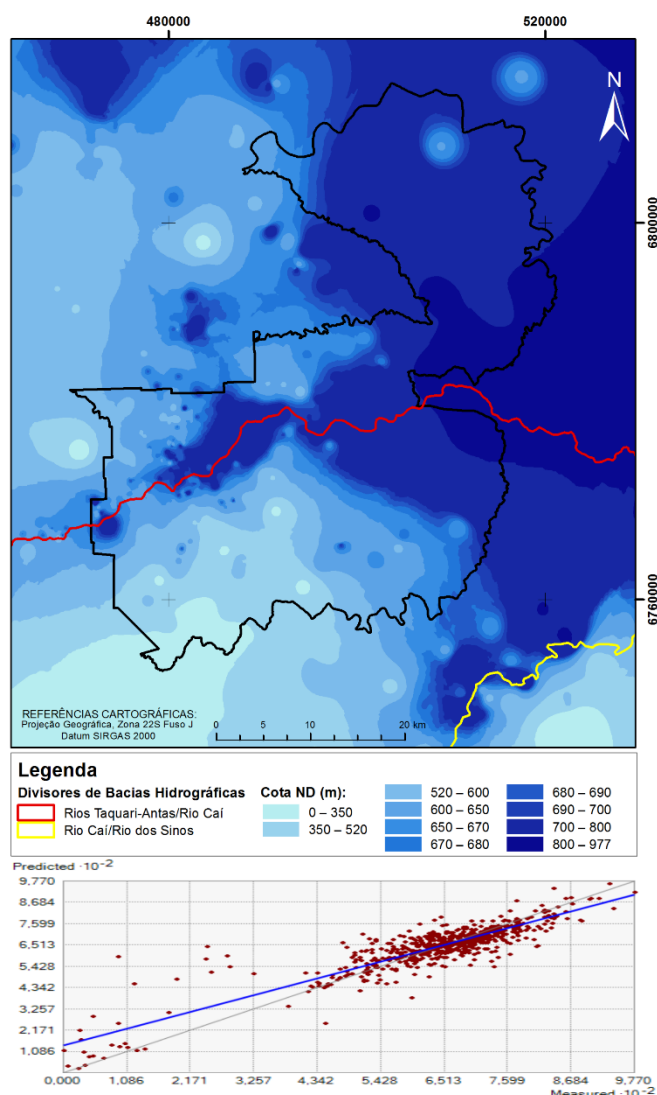 480000 520000
N
6800000
6760000
REFERÊNCIAS CARTOGRÁFICAS:
Projeção Geográfica, Zona 22S Fuso J
Datum SIRGAS 2000
0 5 10 20 km
Legenda
Divisores de Bacias Hidrográficas
Rios Taquari-Antas/Rio Caí
Rio Caí/Rio dos Sinos
Cota ND (m):
0 – 350
350 – 520
520 – 600
600 – 650
650 – 670
670 – 680
680 – 690
690 – 700
700 – 800
800 – 977
Predicted ·10⁻²
9.770
8.684
7.599
6.513
5.428
4.342
3.257
2.171
1.086
0,000 1.086 2.171 3.257 4.342 5.428 6.513 7.599 8.684 9.770
Measured ·10⁻²